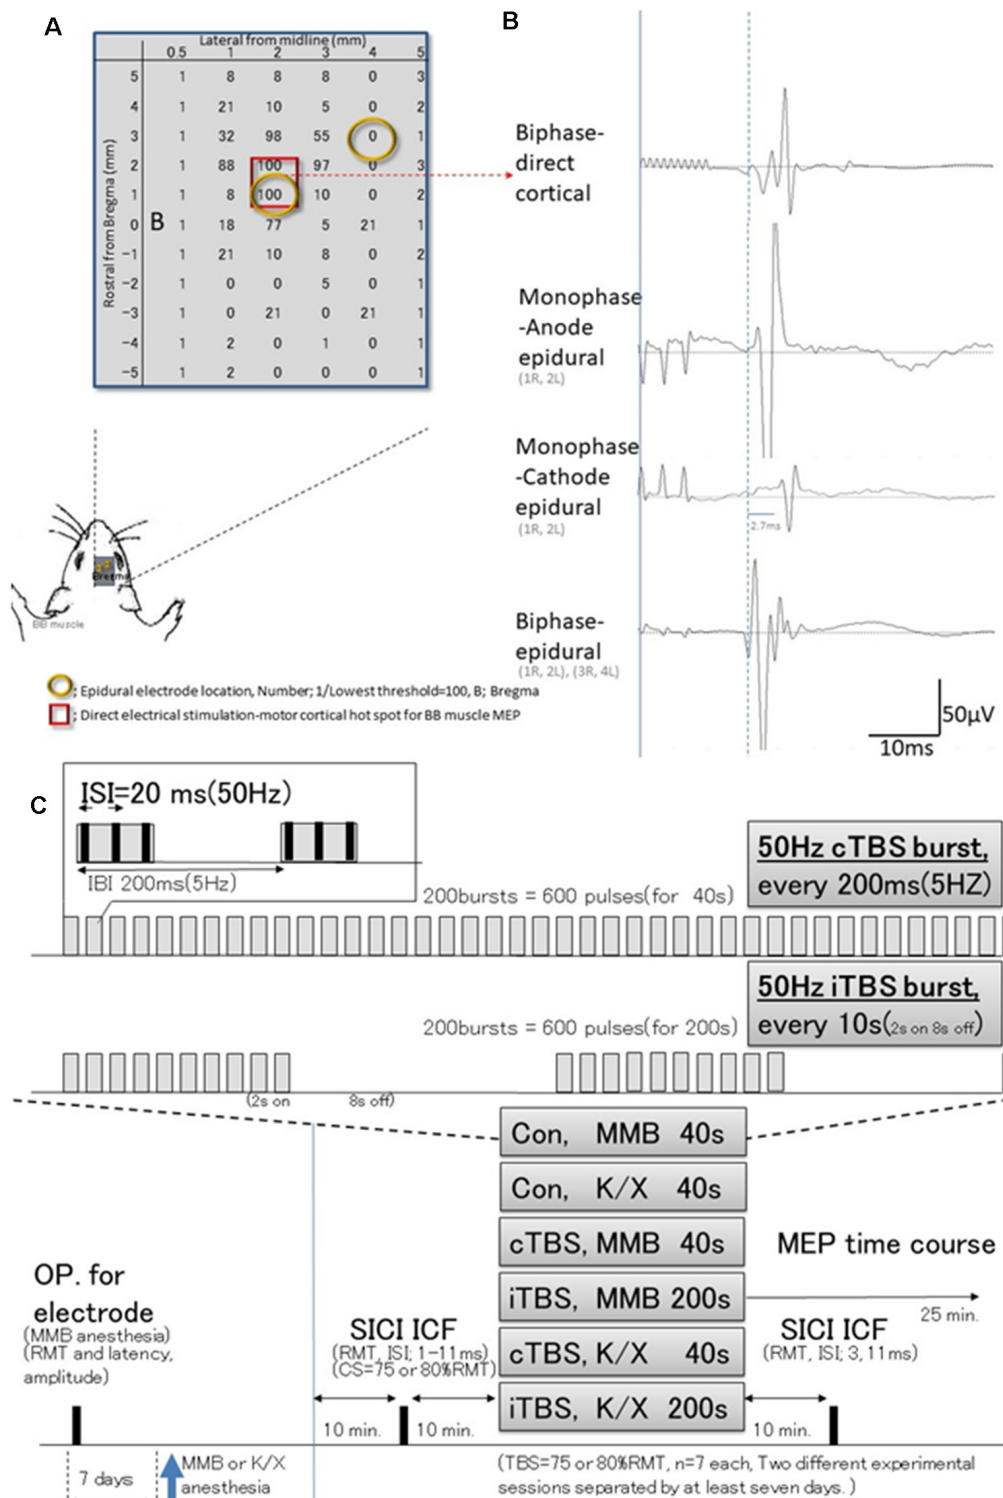 A
Lateral from midline (mm)
0.5 1 2 3 4 5
Rostral from Bregma (mm)
5 1 8 8 8 0 3
4 1 21 10 5 0 2
3 1 32 98 55 0 1
2 1 88 100 97 0 3
1 1 8 100 10 0 2
0 B 1 18 77 5 21 1
-1 1 21 10 8 0 2
-2 1 0 0 5 0 1
-3 1 0 21 0 21 1
-4 1 2 0 1 0 1
-5 1 2 0 0 0 1
Bregma
BB muscle
; Epidural electrode location, Number; 1/Lowest threshold=100, B; Bregma
; Direct electrical stimulation-motor cortical hot spot for BB muscle MEP
B
Biphase-
direct
cortical
Monophase
-Anode
epidural
(1R, 2L)
Monophase
-Cathode
epidural
(1R, 2L)
2.7ms
Biphase-
epidural
(1R, 2L), (3R, 4L)
50μV
10ms
C
ISI=20 ms(50Hz)
IBI 200ms(5Hz)
200bursts = 600 pulses(for 40s)
50Hz cTBS burst,
every 200ms(5HZ)
200bursts = 600 pulses(for 200s)
50Hz iTBS burst,
every 10s(2s on 8s off)
(2s on 8s off)
Con, MMB 40s
Con, K/X 40s
cTBS, MMB 40s
iTBS, MMB 200s
cTBS, K/X 40s
iTBS, K/X 200s
OP. for
electrode
(MMB anesthesia)
(RMT and latency,
amplitude)
SICI ICF
(RMT, ISI; 1-11ms)
(CS=75 or 80%RMT)
10 min. 10 min.
MEP time course
25 min.
SICI ICF
(RMT, ISI; 3, 11ms)
10 min.
7 days
MMB or K/X
anesthesia
(TBS=75 or 80%RMT, n=7 each, Two different experimental
sessions separated by at least seven days. )